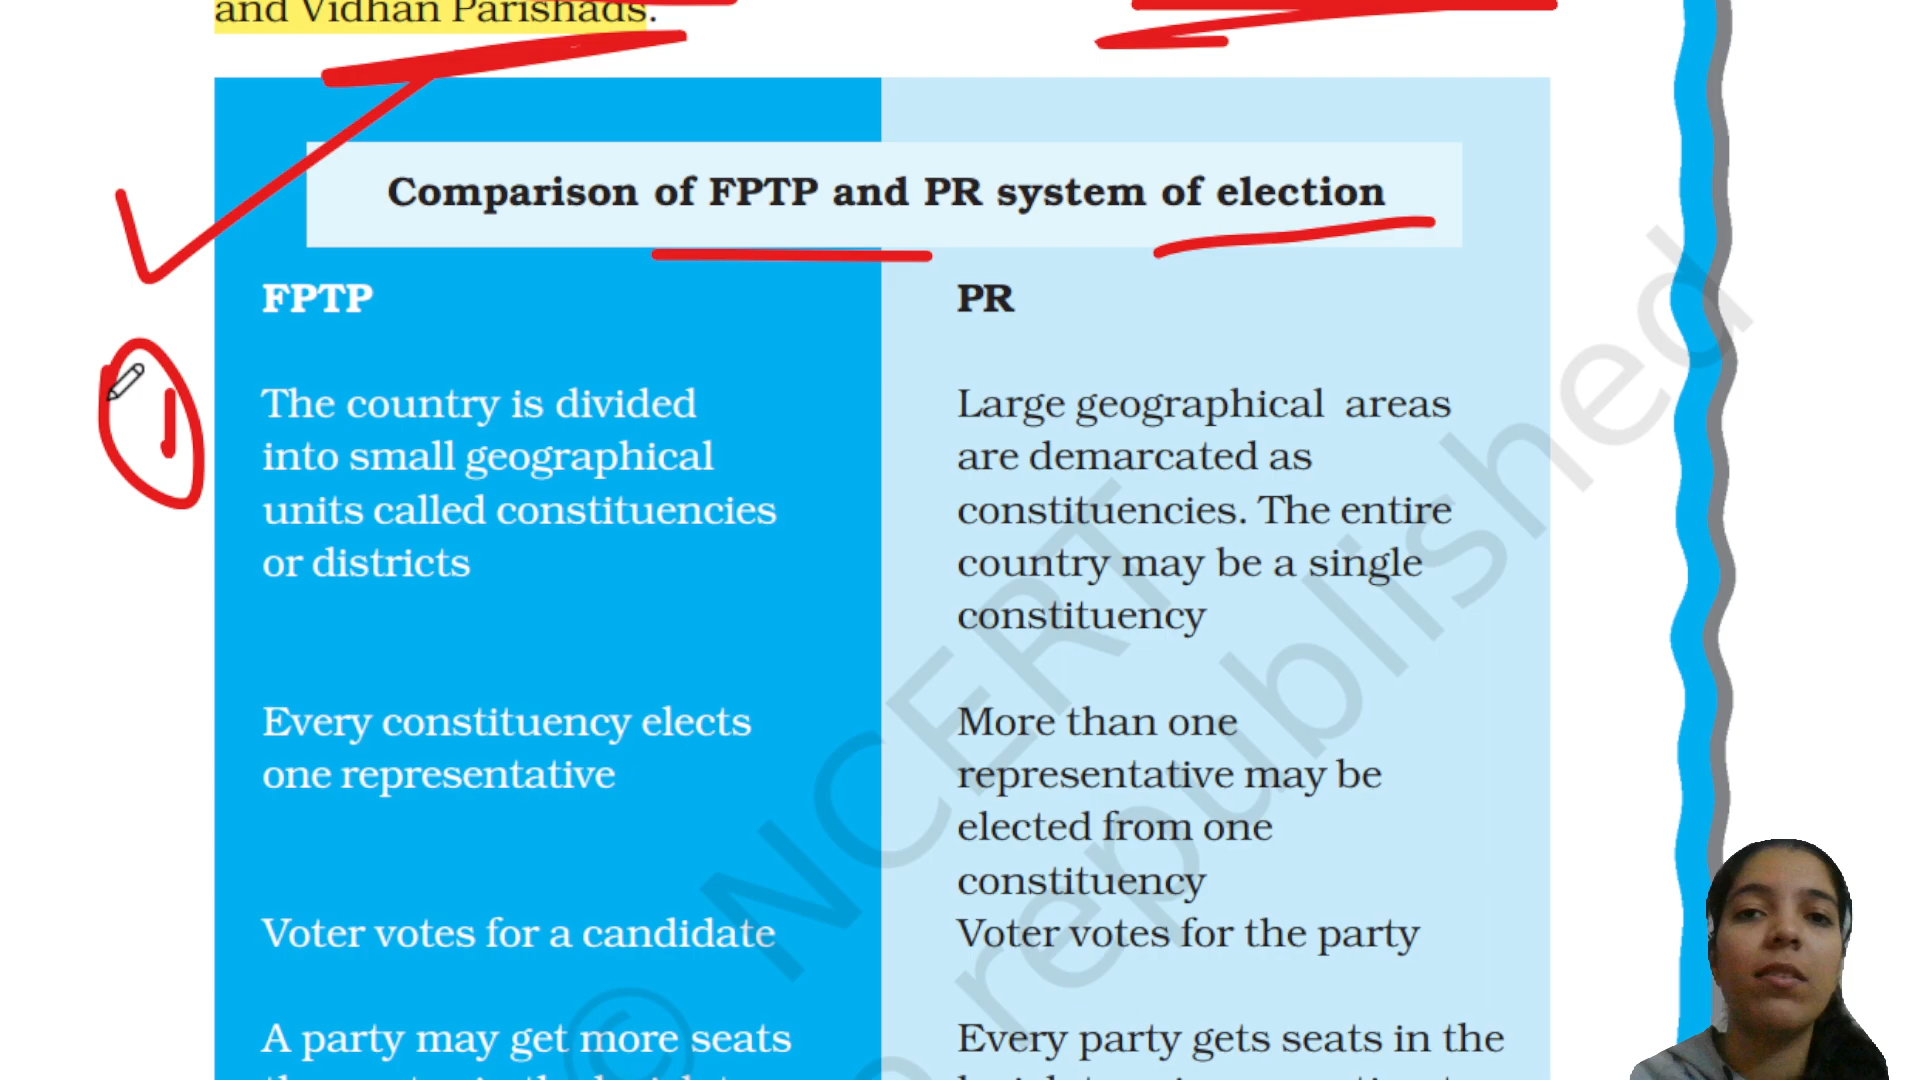 and Vidhan Parishads.
Comparison of FPTP and PR system of election
FPTP
PR
1
The country is divided
into small geographical
units called constituencies
or districts
Large geographical areas
are demarcated as
constituencies. The entire
country may be a single
constituency
Every constituency elects
one representative
More than one
representative may be
elected from one
constituency
Voter votes for a candidate
Voter votes for the party
A party may get more seats
Every party gets seats in the
© NCERT
republished